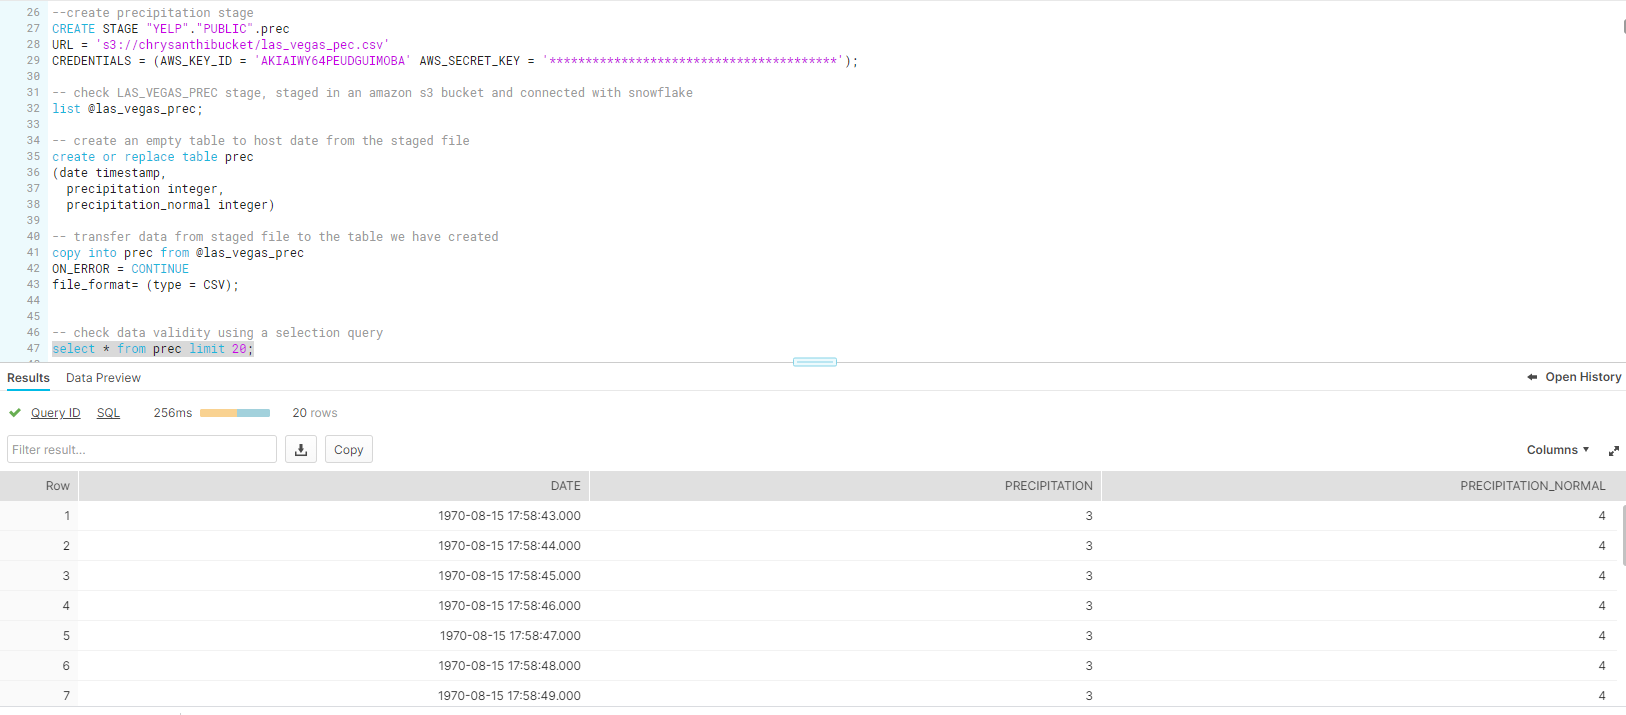 26 --create precipitation stage
27 CREATE STAGE "YELP"."PUBLIC".prec
28 URL = 's3://chrysanthibucket/las_vegas_pec.csv'
29 CREDENTIALS = (AWS_KEY_ID = 'AKIAIWY64PEUDGUIMOBA' AWS_SECRET_KEY = '****************************************');
30
31 -- check LAS_VEGAS_PREC stage, staged in an amazon s3 bucket and connected with snowflake
32 list @las_vegas_prec;
33
34 -- create an empty table to host date from the staged file
35 create or replace table prec
36 (date timestamp,
37 precipitation integer,
38 precipitation_normal integer)
39
40 -- transfer data from staged file to the table we have created
41 copy into prec from @las_vegas_prec
42 ON_ERROR = CONTINUE
43 file_format= (type = CSV);
44
45
46 -- check data validity using a selection query
47 select * from prec limit 20;
Results Data Preview Open History
Query ID SQL 256ms 20 rows
Filter result... Copy Columns
Row DATE PRECIPITATION PRECIPITATION_NORMAL
1 1970-08-15 17:58:43.000 3 4
2 1970-08-15 17:58:44.000 3 4
3 1970-08-15 17:58:45.000 3 4
4 1970-08-15 17:58:46.000 3 4
5 1970-08-15 17:58:47.000 3 4
6 1970-08-15 17:58:48.000 3 4
7 1970-08-15 17:58:49.000 3 4